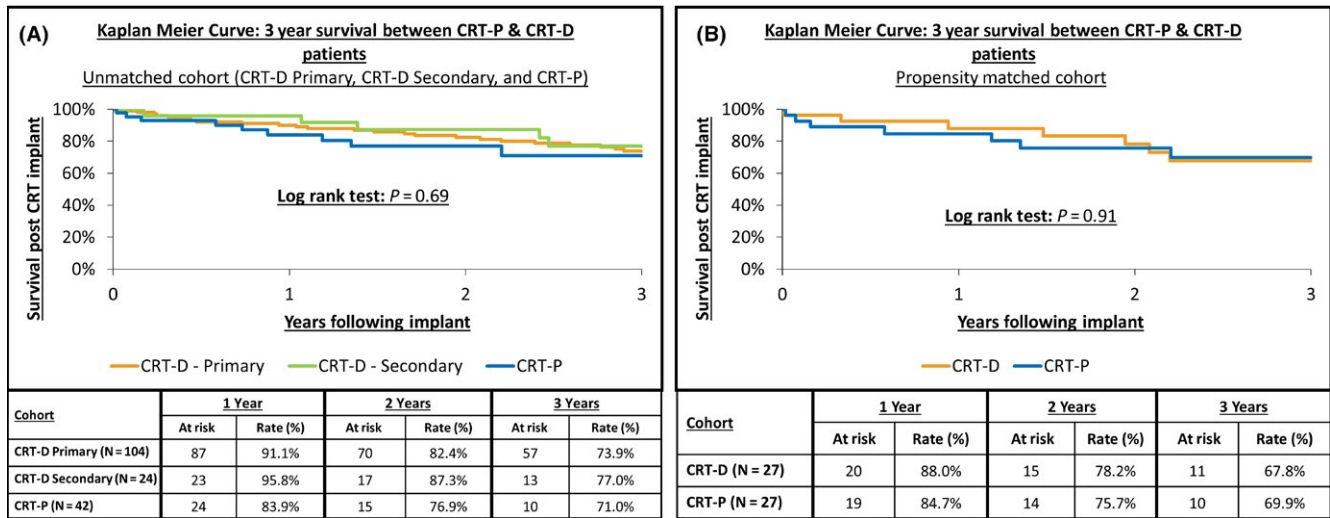 (A)
Kaplan Meier Curve: 3 year survival between CRT-P & CRT-D
patients
Unmatched cohort (CRT-D Primary, CRT-D Secondary, and CRT-P)
Survival post CRT implant
100%
80%
60%
40%
20%
0%
Log rank test: P = 0.69
0 1 2 3
Years following implant
CRT-D - Primary CRT-D - Secondary CRT-P
Cohort 1 Year 2 Years 3 Years
At risk Rate (%) At risk Rate (%) At risk Rate (%)
CRT-D Primary (N = 104) 87 91.1% 70 82.4% 57 73.9%
CRT-D Secondary (N = 24) 23 95.8% 17 87.3% 13 77.0%
CRT-P (N = 42) 24 83.9% 15 76.9% 10 71.0%
(B)
Kaplan Meier Curve: 3 year survival between CRT-P & CRT-D
patients
Propensity matched cohort
Survival post CRT implant
100%
80%
60%
40%
20%
0%
Log rank test: P = 0.91
0 1 2 3
Years following implant
CRT-D CRT-P
Cohort 1 Year 2 Years 3 Years
At risk Rate (%) At risk Rate (%) At risk Rate (%)
CRT-D (N = 27) 20 88.0% 15 78.2% 11 67.8%
CRT-P (N = 27) 19 84.7% 14 75.7% 10 69.9%